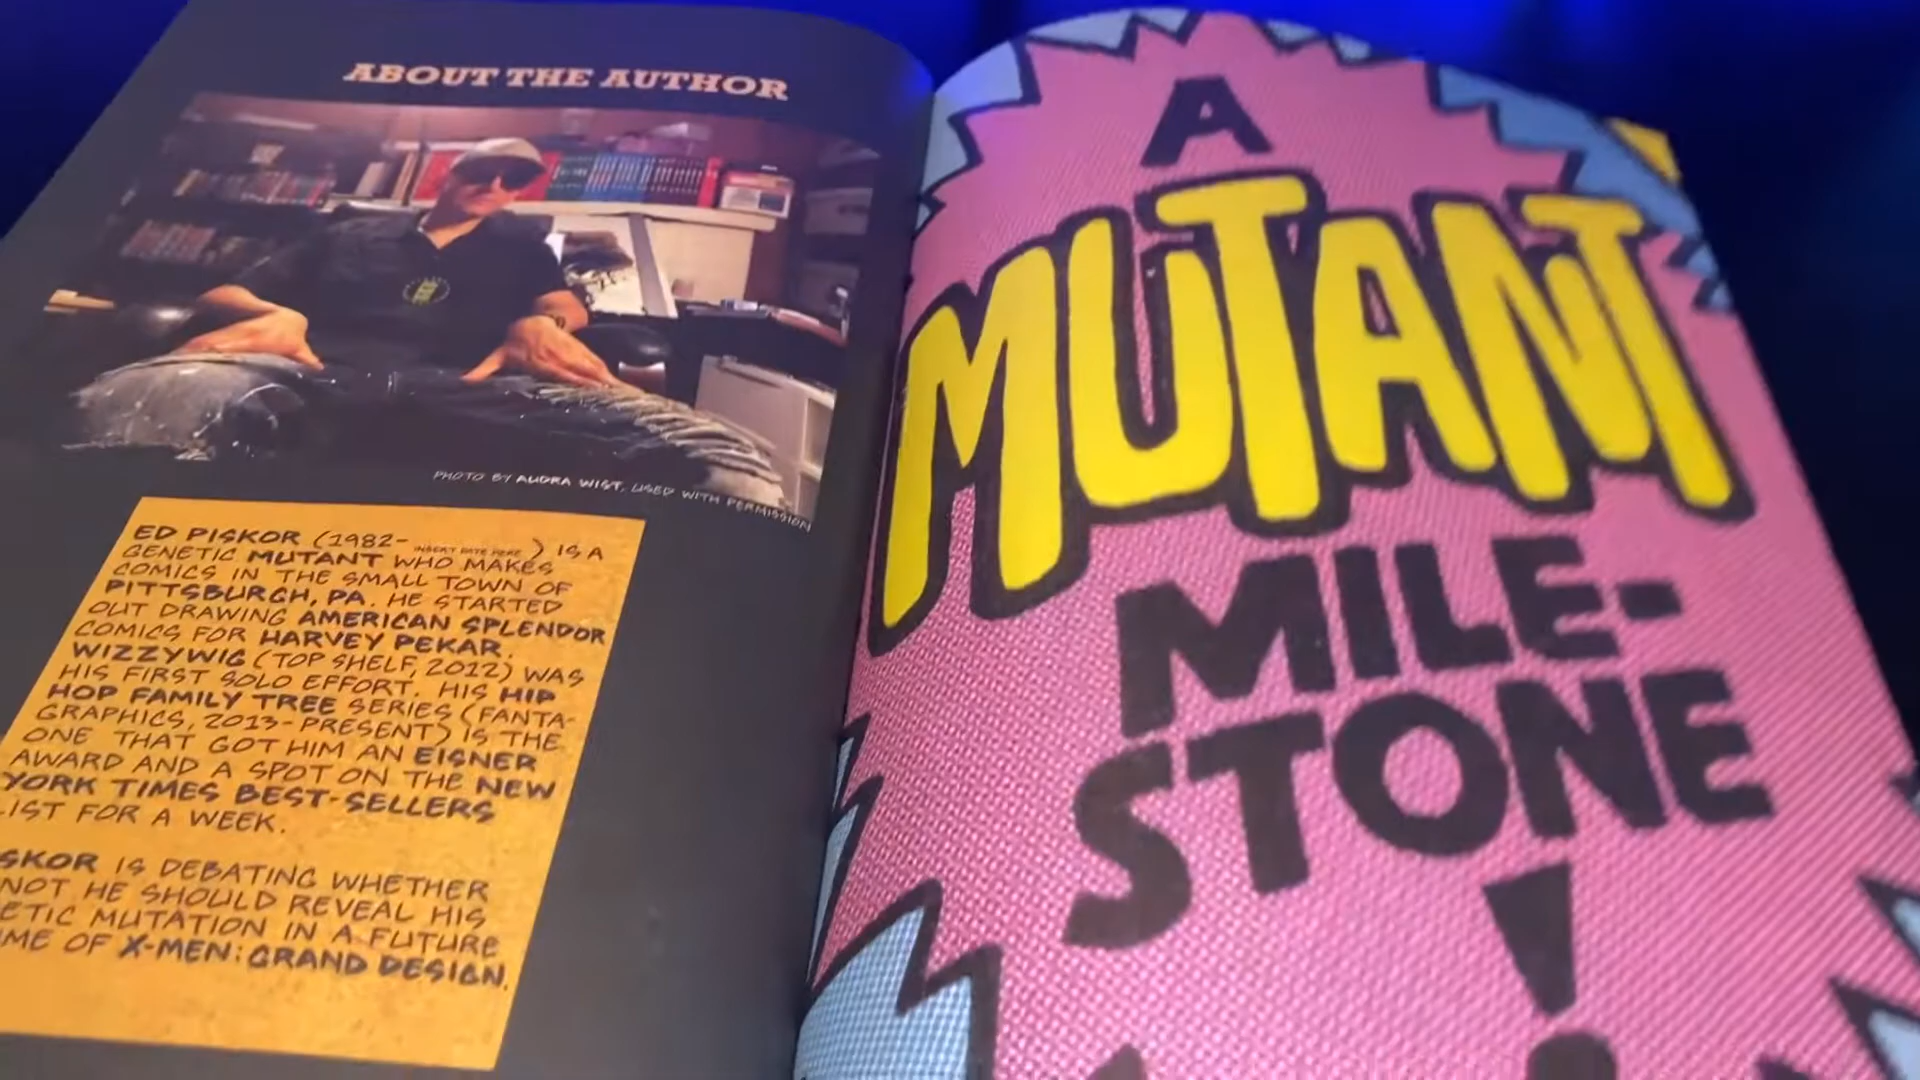 ABOUT THE AUTHOR
PHOTO BY AUDRA WIST, USED WITH PERMISSION
ED PISKOR (1982- INSERT DATE HERE ) IS A
GENETIC MUTANT WHO MAKES
COMICS IN THE SMALL TOWN OF
PITTSBURGH, PA. HE STARTED
OUT DRAWING AMERICAN SPLENDOR
COMICS FOR HARVEY PEKAR.
WIZZYWIG (TOP SHELF, 2012) WAS
HIS FIRST SOLO EFFORT. HIS HIP
HOP FAMILY TREE SERIES (FANTA-
GRAPHICS, 2013-PRESENT) IS THE
ONE THAT GOT HIM AN EISNER
AWARD AND A SPOT ON THE NEW
YORK TIMES BEST-SELLERS
LIST FOR A WEEK.
SKOR IS DEBATING WHETHER
NOT HE SHOULD REVEAL HIS
ETIC MUTATION IN A FUTURE
ME OF X-MEN: GRAND DESIGN.
A
MUTANT
MILE-
STONE
!